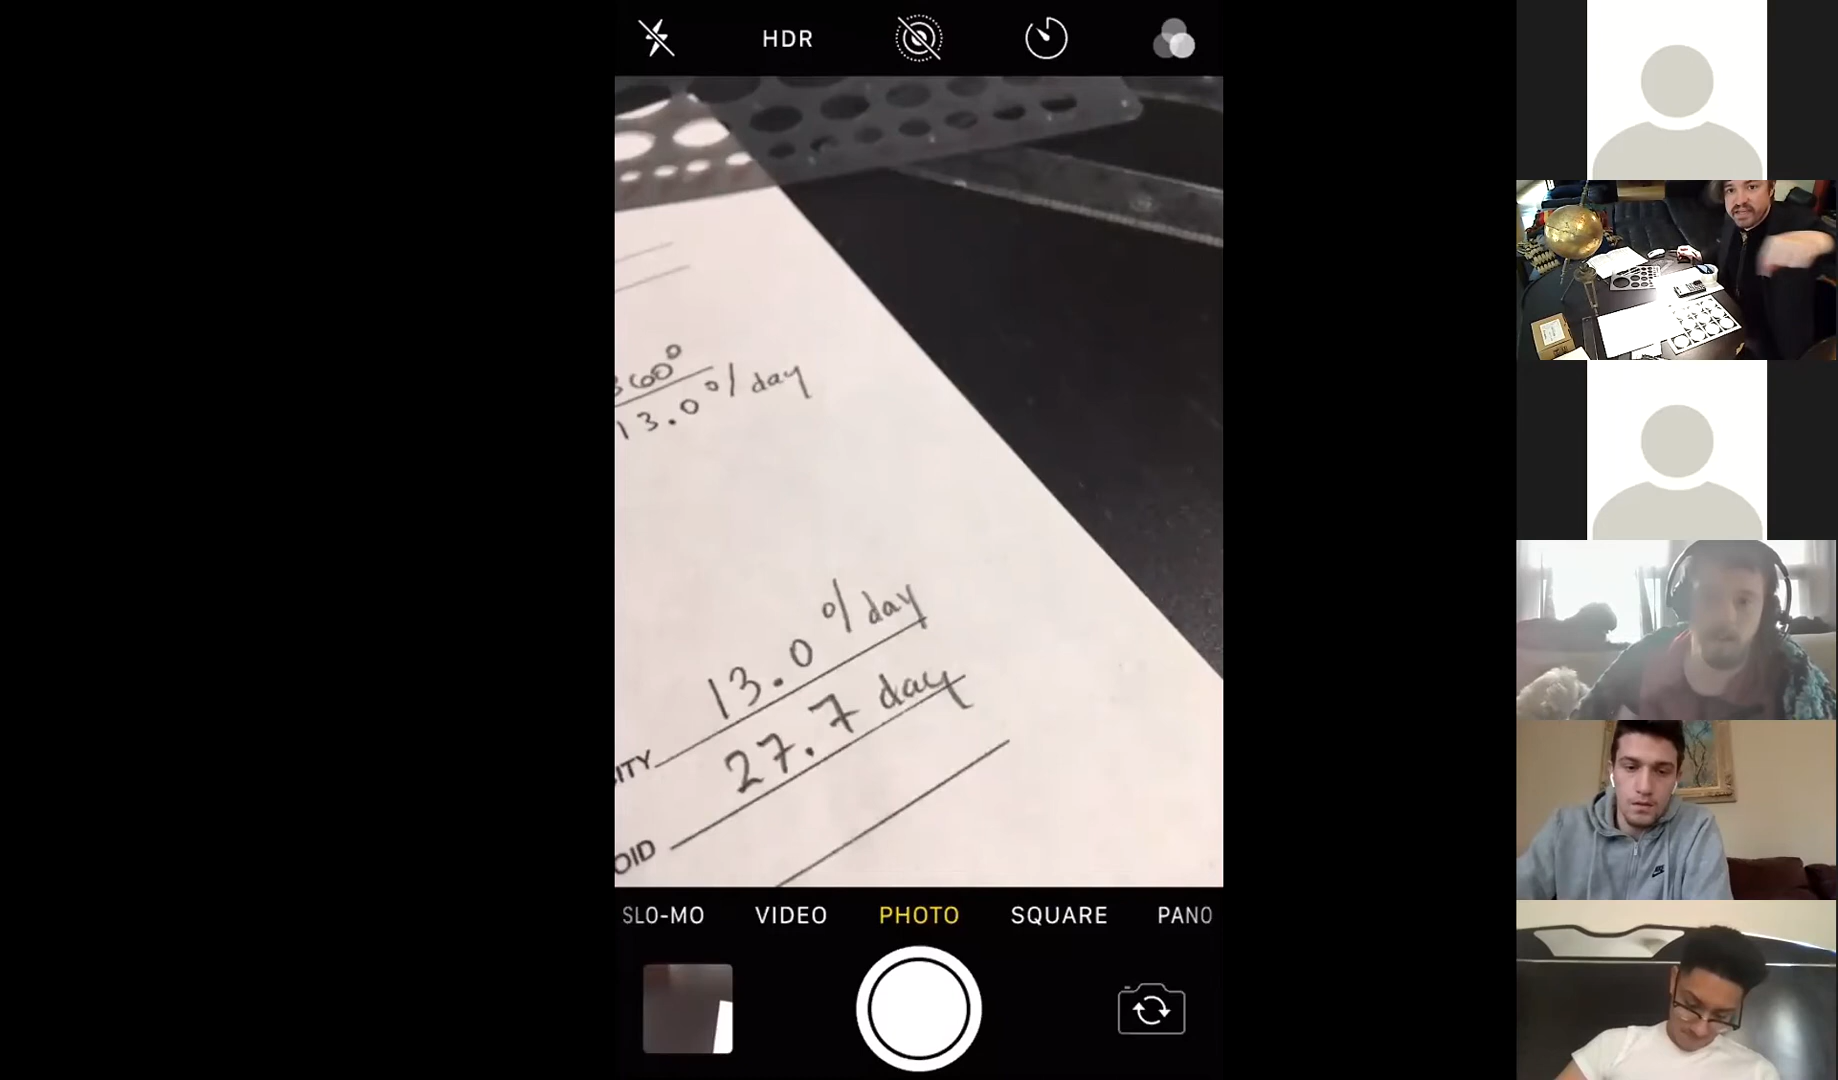 HDR
360°
13.0°/day
13.0 °/day
ITY
27.7 day
OID
SLO-MO VIDEO PHOTO SQUARE PANO